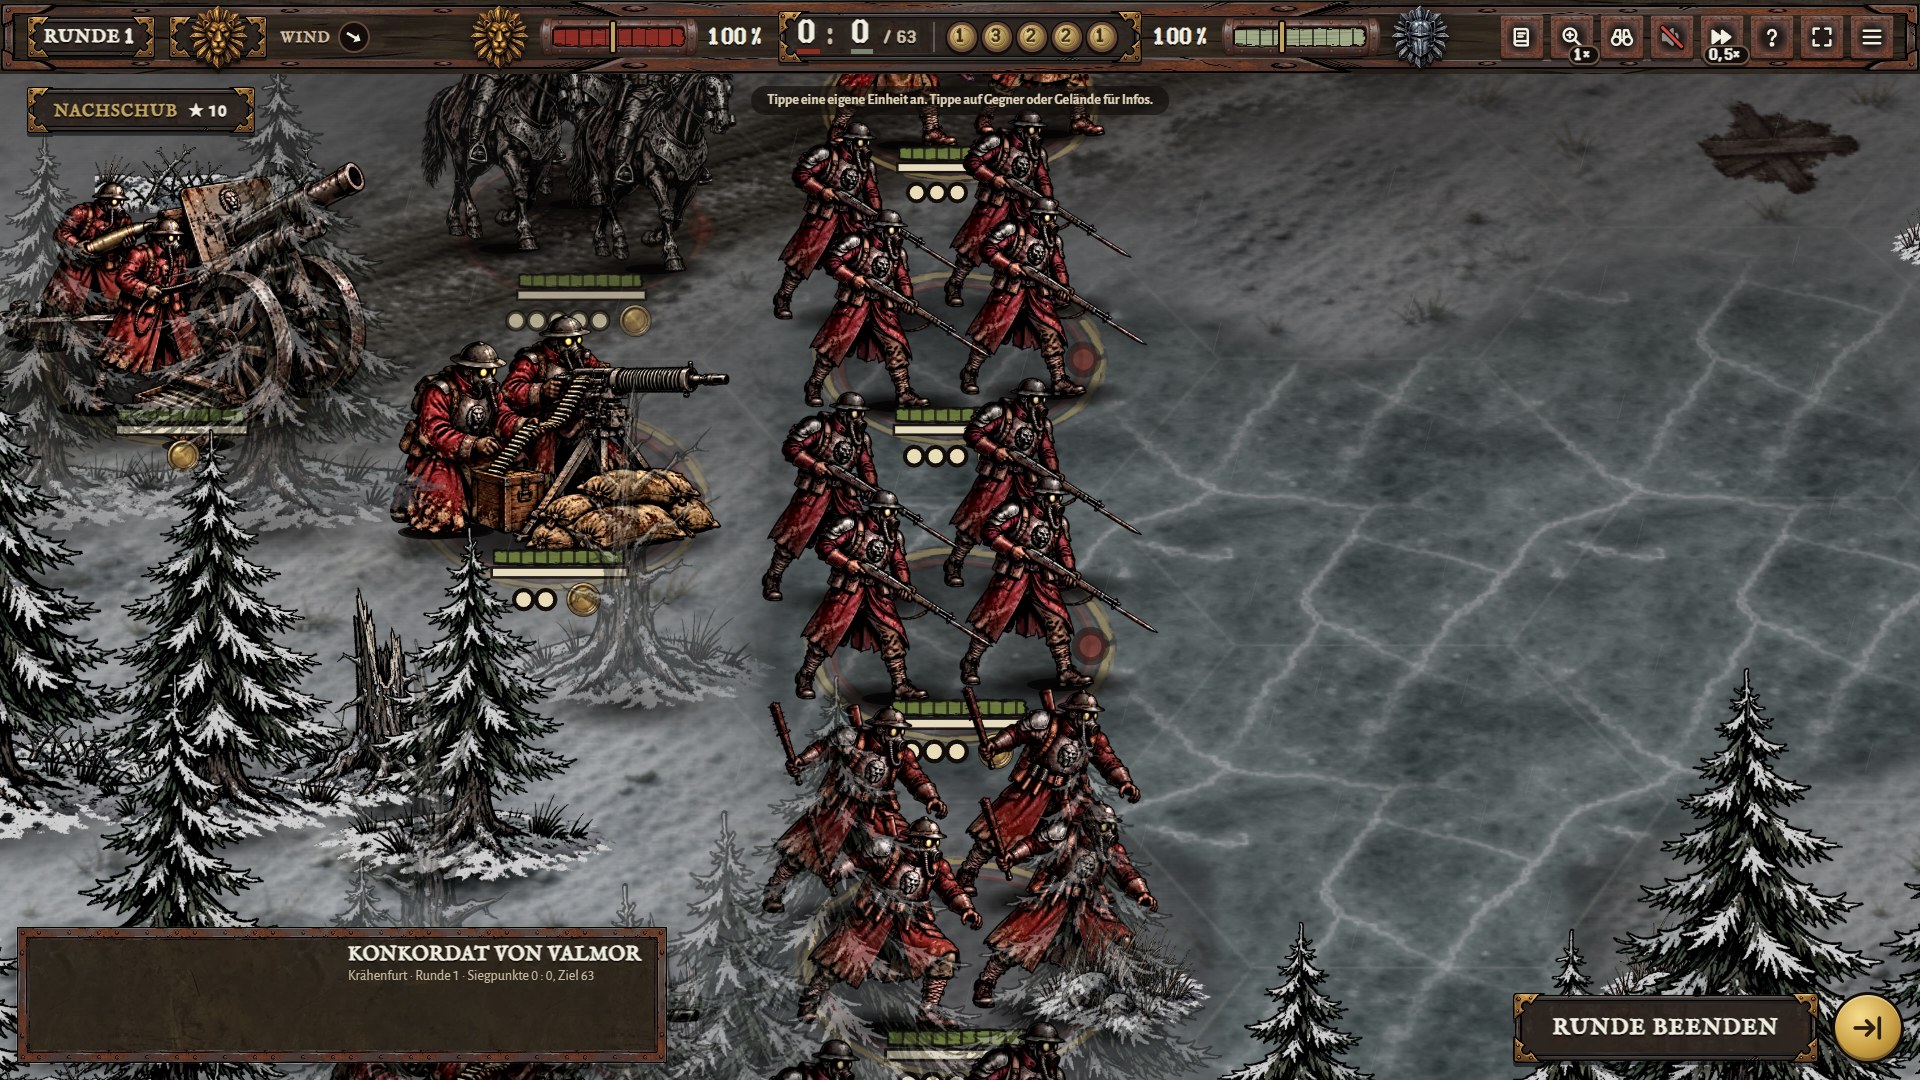 RUNDE 1
WIND
100 %
0 : 0 / 63
1 3 2 2 1
100 %
1×
0,5×
?
NACHSCHUB ★ 10
Tippe eine eigene Einheit an. Tippe auf Gegner oder Gelände für Infos.
KONKORDAT VON VALMOR
Krähenfurt · Runde 1 · Siegpunkte 0 : 0, Ziel 63
RUNDE BEENDEN